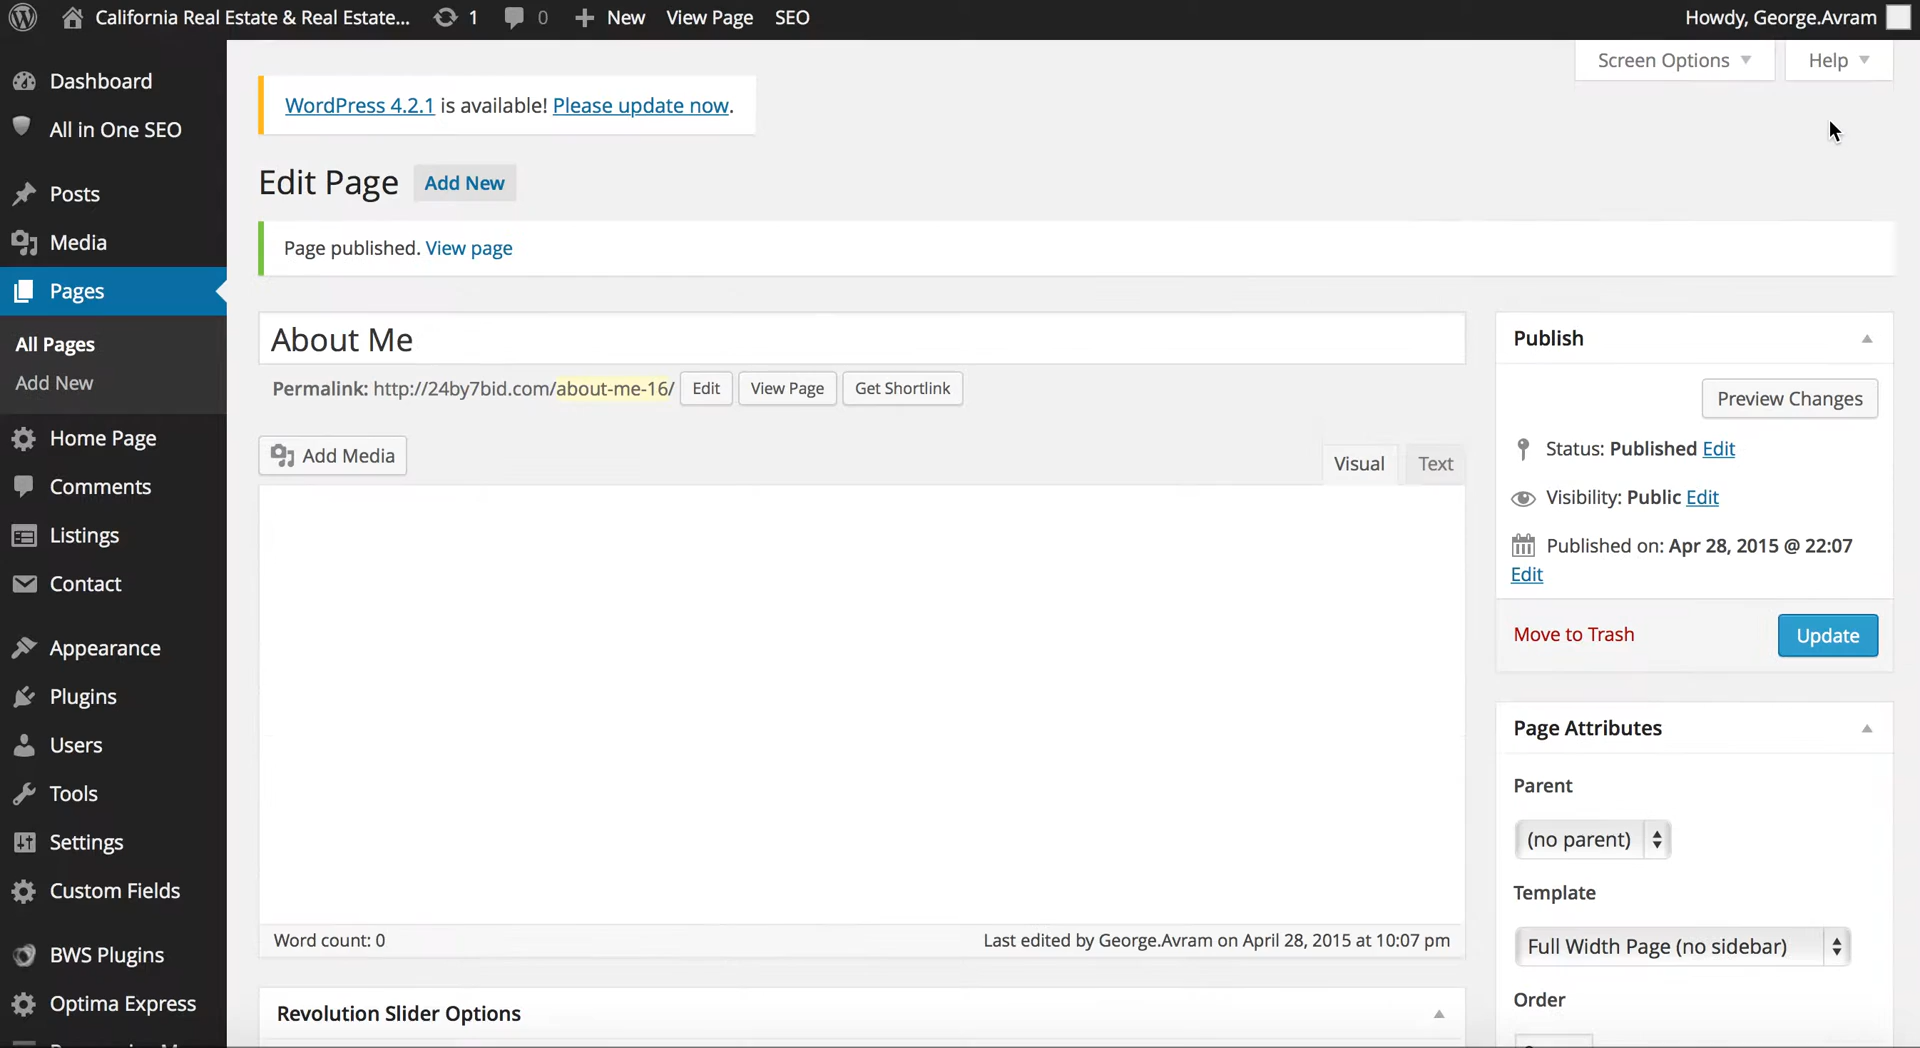 California Real Estate & Real Estate... 1 0 New View Page SEO Howdy, George.Avram
Screen Options Help
Dashboard
All in One SEO
Posts
Media
Pages
All Pages
Add New
Home Page
Comments
Listings
Contact
Appearance
Plugins
Users
Tools
Settings
Custom Fields
BWS Plugins
Optima Express
WordPress 4.2.1 is available! Please update now.
Edit Page Add New
Page published. View page
About Me
Permalink: http://24by7bid.com/about-me-16/ Edit View Page Get Shortlink
Add Media Visual Text
Word count: 0 Last edited by George.Avram on April 28, 2015 at 10:07 pm
Revolution Slider Options
Publish
Preview Changes
Status: Published Edit
Visibility: Public Edit
Published on: Apr 28, 2015 @ 22:07
Edit
Move to Trash Update
Page Attributes
Parent
(no parent)
Template
Full Width Page (no sidebar)
Order